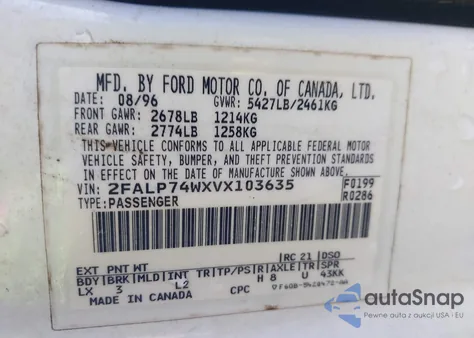 MFD. BY FORD MOTOR CO. OF CANADA, LTD.
DATE: 08/96 GVWR: 5427LB/2461KG
FRONT GAWR: 2678LB 1214KG
REAR GAWR: 2774LB 1258KG
THIS VEHICLE CONFORMS TO ALL APPLICABLE FEDERAL MOTOR
VEHICLE SAFETY, BUMPER, AND THEFT PREVENTION STANDARDS
IN EFFECT ON THE DATE OF MANUFACTURE SHOWN ABOVE.
VIN: 2FALP74WXVX103635 F0199
TYPE: PASSENGER R0286
RC 21 DSO
EXT PNT WT
BDY BRK MLD INT TR TP/PS R AXLE TR SPR
LX 3 L2 H 8 U 43KK
MADE IN CANADA CPC
autoSnap
Pewne auta z aukcji USA i EU